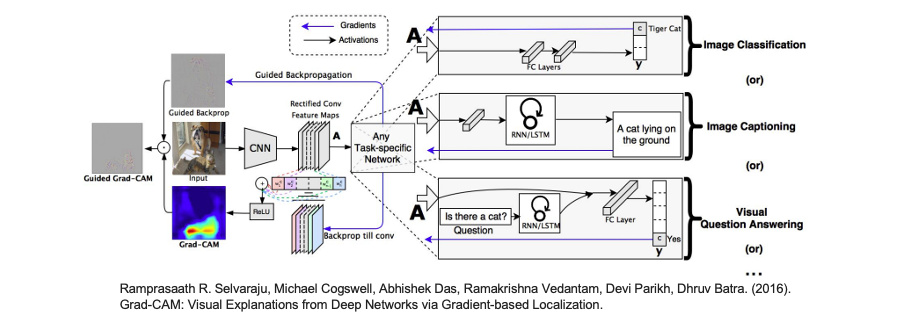 Gradients
Activations
A
c Tiger Cat
FC Layers
y
Image Classification
(or)
Guided Backpropagation
Guided Backprop
Rectified Conv
Feature Maps
A
Any
Task-specific
Network
CNN
Input
Guided Grad-CAM
A
RNN/LSTM
A cat lying on
the ground
Image Captioning
(or)
+
ReLU
Grad-CAM
Backprop till conv
A
Is there a cat?
Question
RNN/LSTM
FC Layer
c Yes
y
Visual
Question Answering
(or)
...
Ramprasaath R. Selvaraju, Michael Cogswell, Abhishek Das, Ramakrishna Vedantam, Devi Parikh, Dhruv Batra. (2016).
Grad-CAM: Visual Explanations from Deep Networks via Gradient-based Localization.